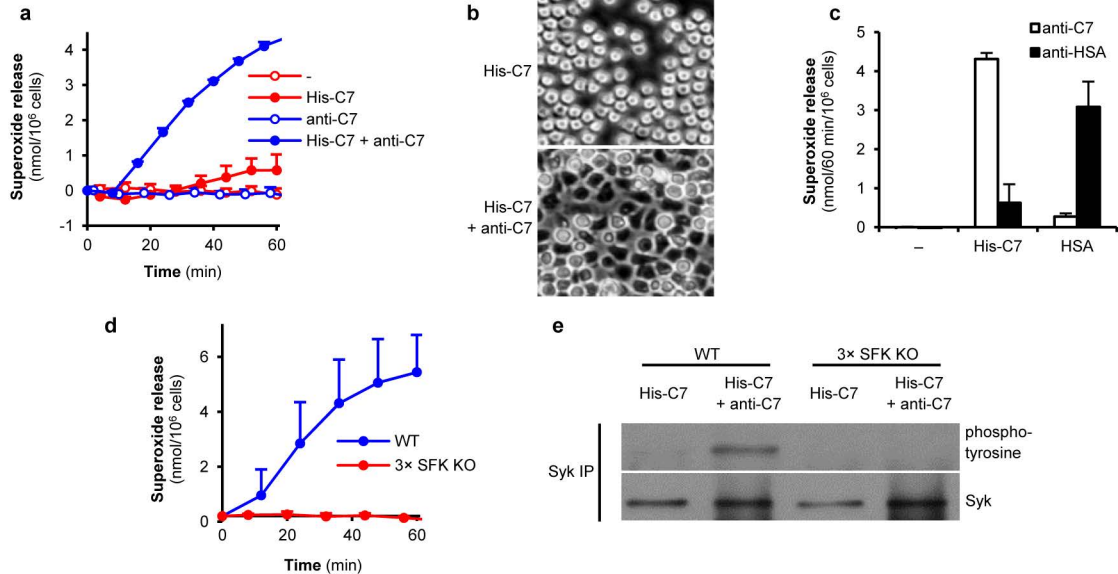 a
Superoxide release
(nmol/10⁶ cells)
4
3
2
1
0
-1
0
20
40
60
Time (min)
-
His-C7
anti-C7
His-C7 + anti-C7
b
His-C7
His-C7
+ anti-C7
c
Superoxide release
(nmol/60 min/10⁶ cells)
5
4
3
2
1
0
anti-C7
anti-HSA
–
His-C7
HSA
d
Superoxide release
(nmol/10⁶ cells)
6
4
2
0
0
20
40
60
Time (min)
WT
3× SFK KO
e
WT
3× SFK KO
His-C7
His-C7
+ anti-C7
His-C7
His-C7
+ anti-C7
Syk IP
phospho-
tyrosine
Syk